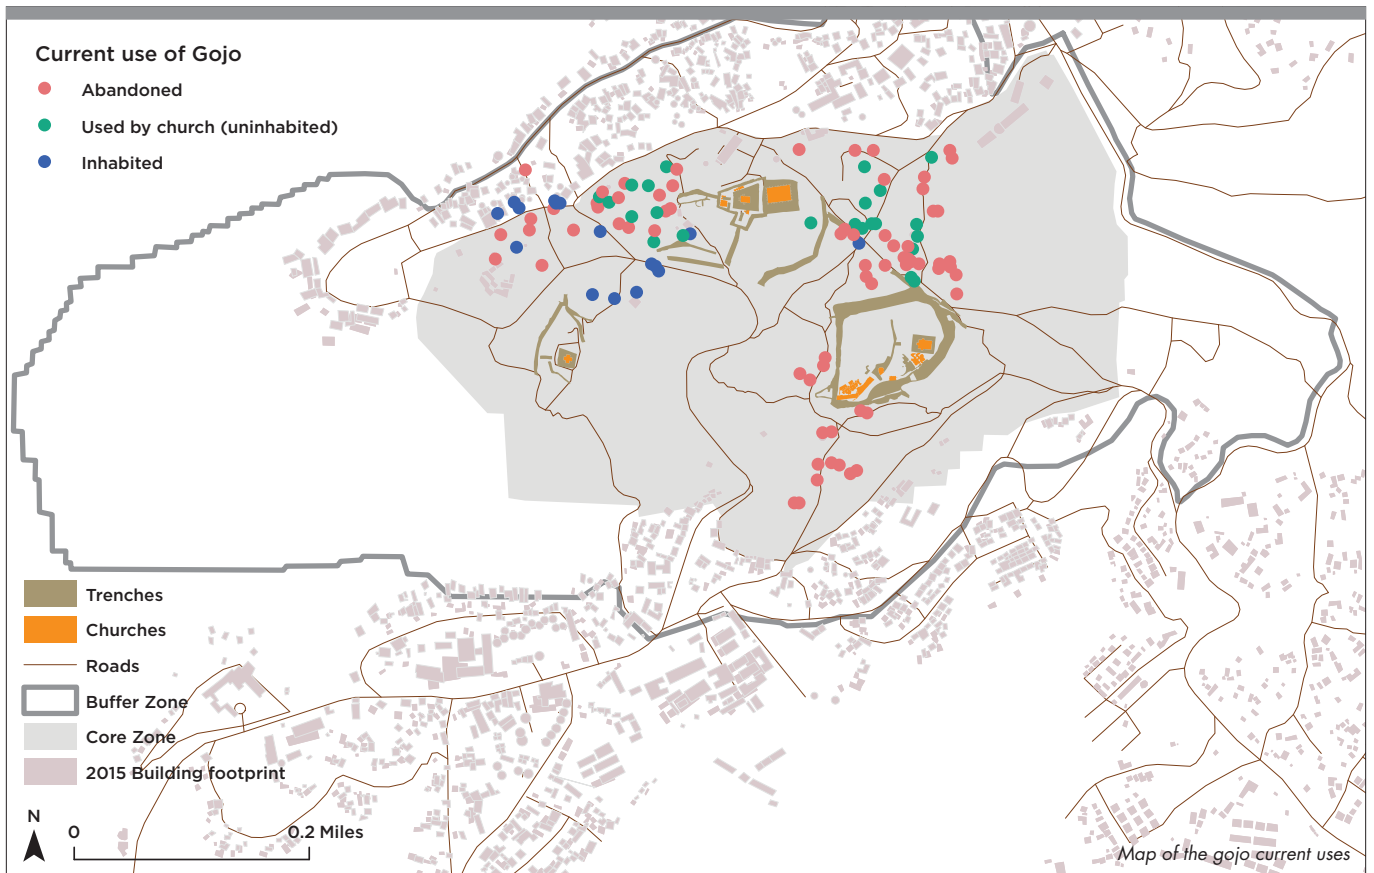 Current use of Gojo
Abandoned
Used by church (uninhabited)
Inhabited
Trenches
Churches
Roads
Buffer Zone
Core Zone
2015 Building footprint
N
0 0.2 Miles
Map of the gojo current uses